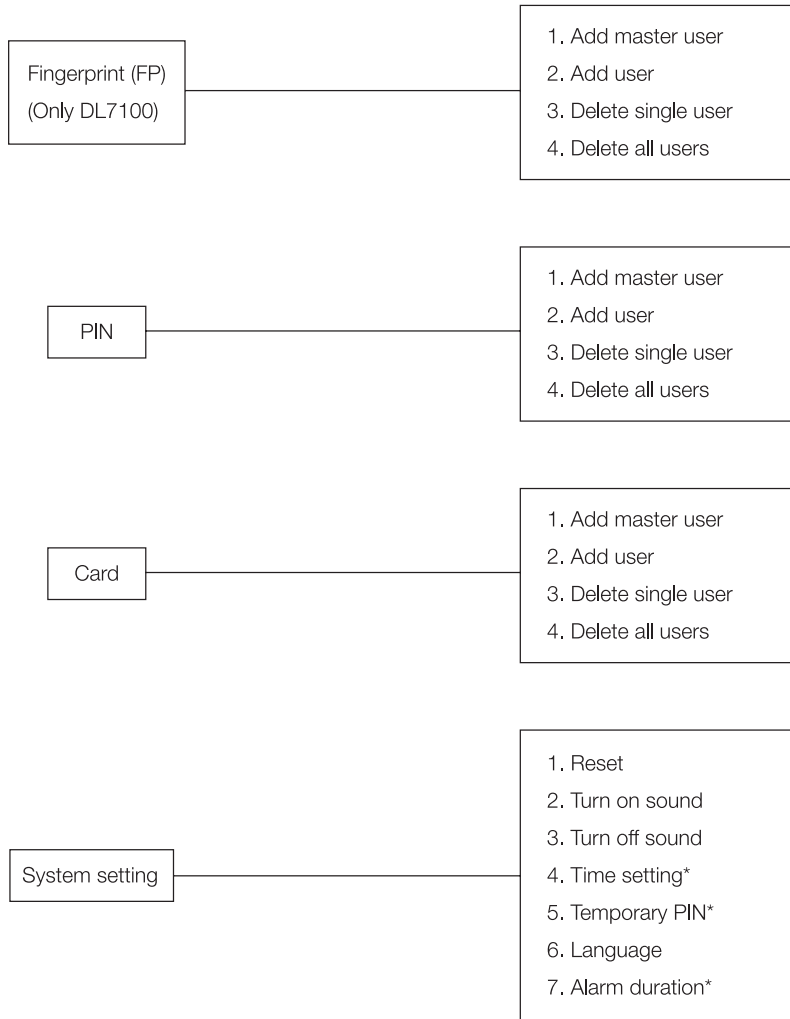 Fingerprint (FP)
(Only DL7100)
1. Add master user
2. Add user
3. Delete single user
4. Delete all users
PIN
1. Add master user
2. Add user
3. Delete single user
4. Delete all users
Card
1. Add master user
2. Add user
3. Delete single user
4. Delete all users
System setting
1. Reset
2. Turn on sound
3. Turn off sound
4. Time setting*
5. Temporary PIN*
6. Language
7. Alarm duration*